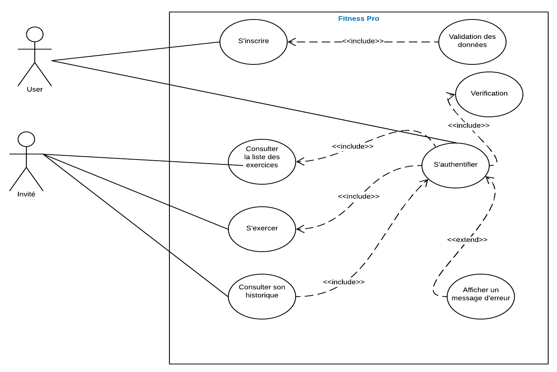 Fitness Pro
S'inscrire
<<include>>
Validation des
données
User
Verification
<<include>>
Consulter
la liste des
exercices
<<include>>
S'authentifier
Invité
<<include>>
S'exercer
<<extend>>
Consulter son
historique
<<include>>
Afficher un
message d'erreur